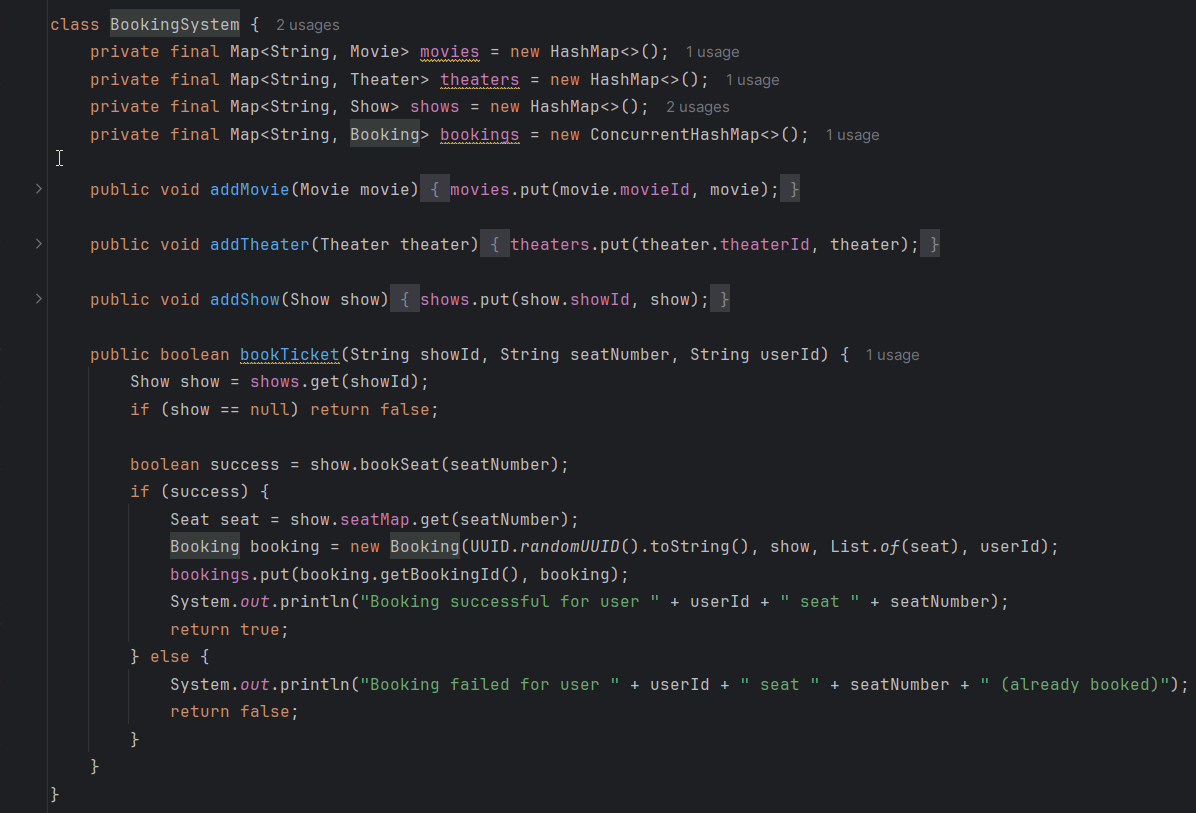 class BookingSystem { 2 usages
    private final Map<String, Movie> movies = new HashMap<>(); 1 usage
    private final Map<String, Theater> theaters = new HashMap<>(); 1 usage
    private final Map<String, Show> shows = new HashMap<>(); 2 usages
    private final Map<String, Booking> bookings = new ConcurrentHashMap<>(); 1 usage
    public void addMovie(Movie movie) { movies.put(movie.movieId, movie); }
    public void addTheater(Theater theater) { theaters.put(theater.theaterId, theater); }
    public void addShow(Show show) { shows.put(show.showId, show); }
    public boolean bookTicket(String showId, String seatNumber, String userId) { 1 usage
        Show show = shows.get(showId);
        if (show == null) return false;
        boolean success = show.bookSeat(seatNumber);
        if (success) {
            Seat seat = show.seatMap.get(seatNumber);
            Booking booking = new Booking(UUID.randomUUID().toString(), show, List.of(seat), userId);
            bookings.put(booking.getBookingId(), booking);
            System.out.println("Booking successful for user " + userId + " seat " + seatNumber);
            return true;
        } else {
            System.out.println("Booking failed for user " + userId + " seat " + seatNumber + " (already booked)");
            return false;
        }
    }
}